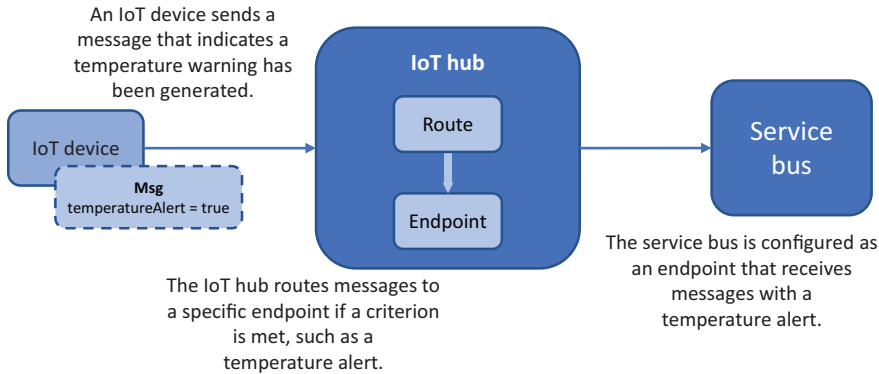 An IoT device sends a
message that indicates a
temperature warning has
been generated.
IoT device
Msg
temperatureAlert = true
IoT hub
Route
Endpoint
The IoT hub routes messages to
a specific endpoint if a criterion
is met, such as a
temperature alert.
Service
bus
The service bus is configured as
an endpoint that receives
messages with a
temperature alert.